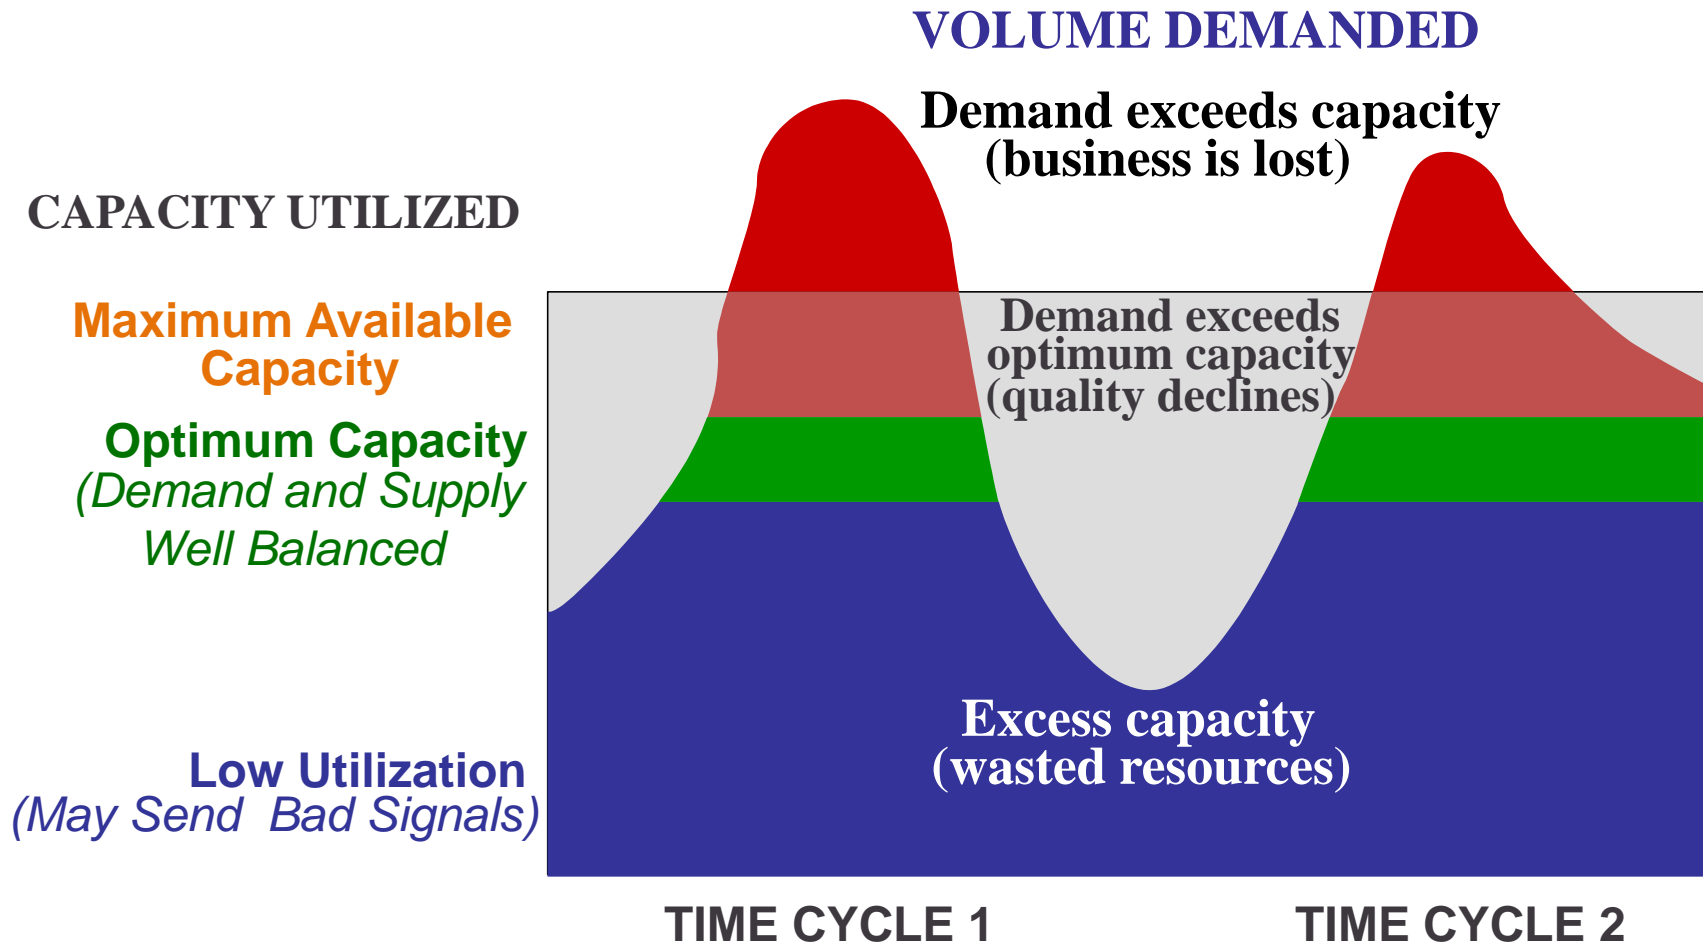 VOLUME DEMANDED
Demand exceeds capacity
(business is lost)
CAPACITY UTILIZED
Maximum Available
Capacity
Demand exceeds
optimum capacity
(quality declines)
Optimum Capacity
(Demand and Supply
Well Balanced
Excess capacity
(wasted resources)
Low Utilization
(May Send  Bad Signals)
TIME CYCLE 1
TIME CYCLE 2